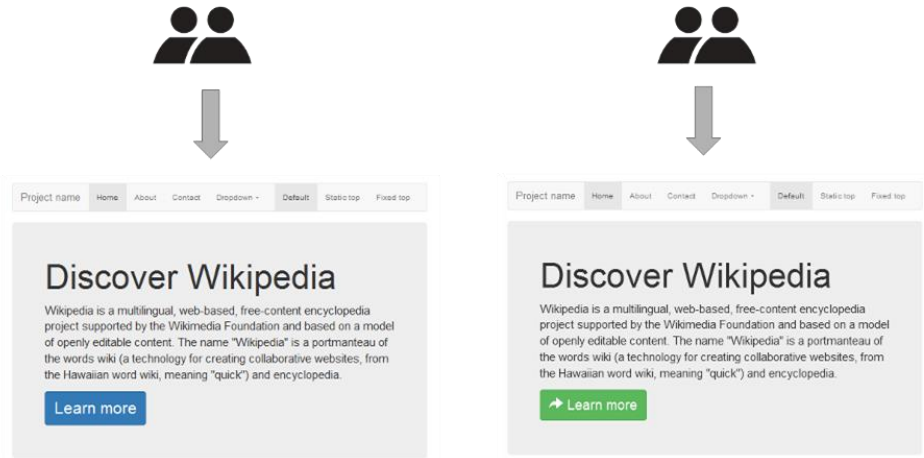 Project name Home About Contact Dropdown Default Static top Fixed top
Discover Wikipedia
Wikipedia is a multilingual, web-based, free-content encyclopedia
project supported by the Wikimedia Foundation and based on a model
of openly editable content. The name "Wikipedia" is a portmanteau of
the words wiki (a technology for creating collaborative websites, from
the Hawaiian word wiki, meaning "quick") and encyclopedia.
Learn more
Project name Home About Contact Dropdown Default Static top Fixed top
Discover Wikipedia
Wikipedia is a multilingual, web-based, free-content encyclopedia
project supported by the Wikimedia Foundation and based on a model
of openly editable content. The name "Wikipedia" is a portmanteau of
the words wiki (a technology for creating collaborative websites, from
the Hawaiian word wiki, meaning "quick") and encyclopedia.
Learn more